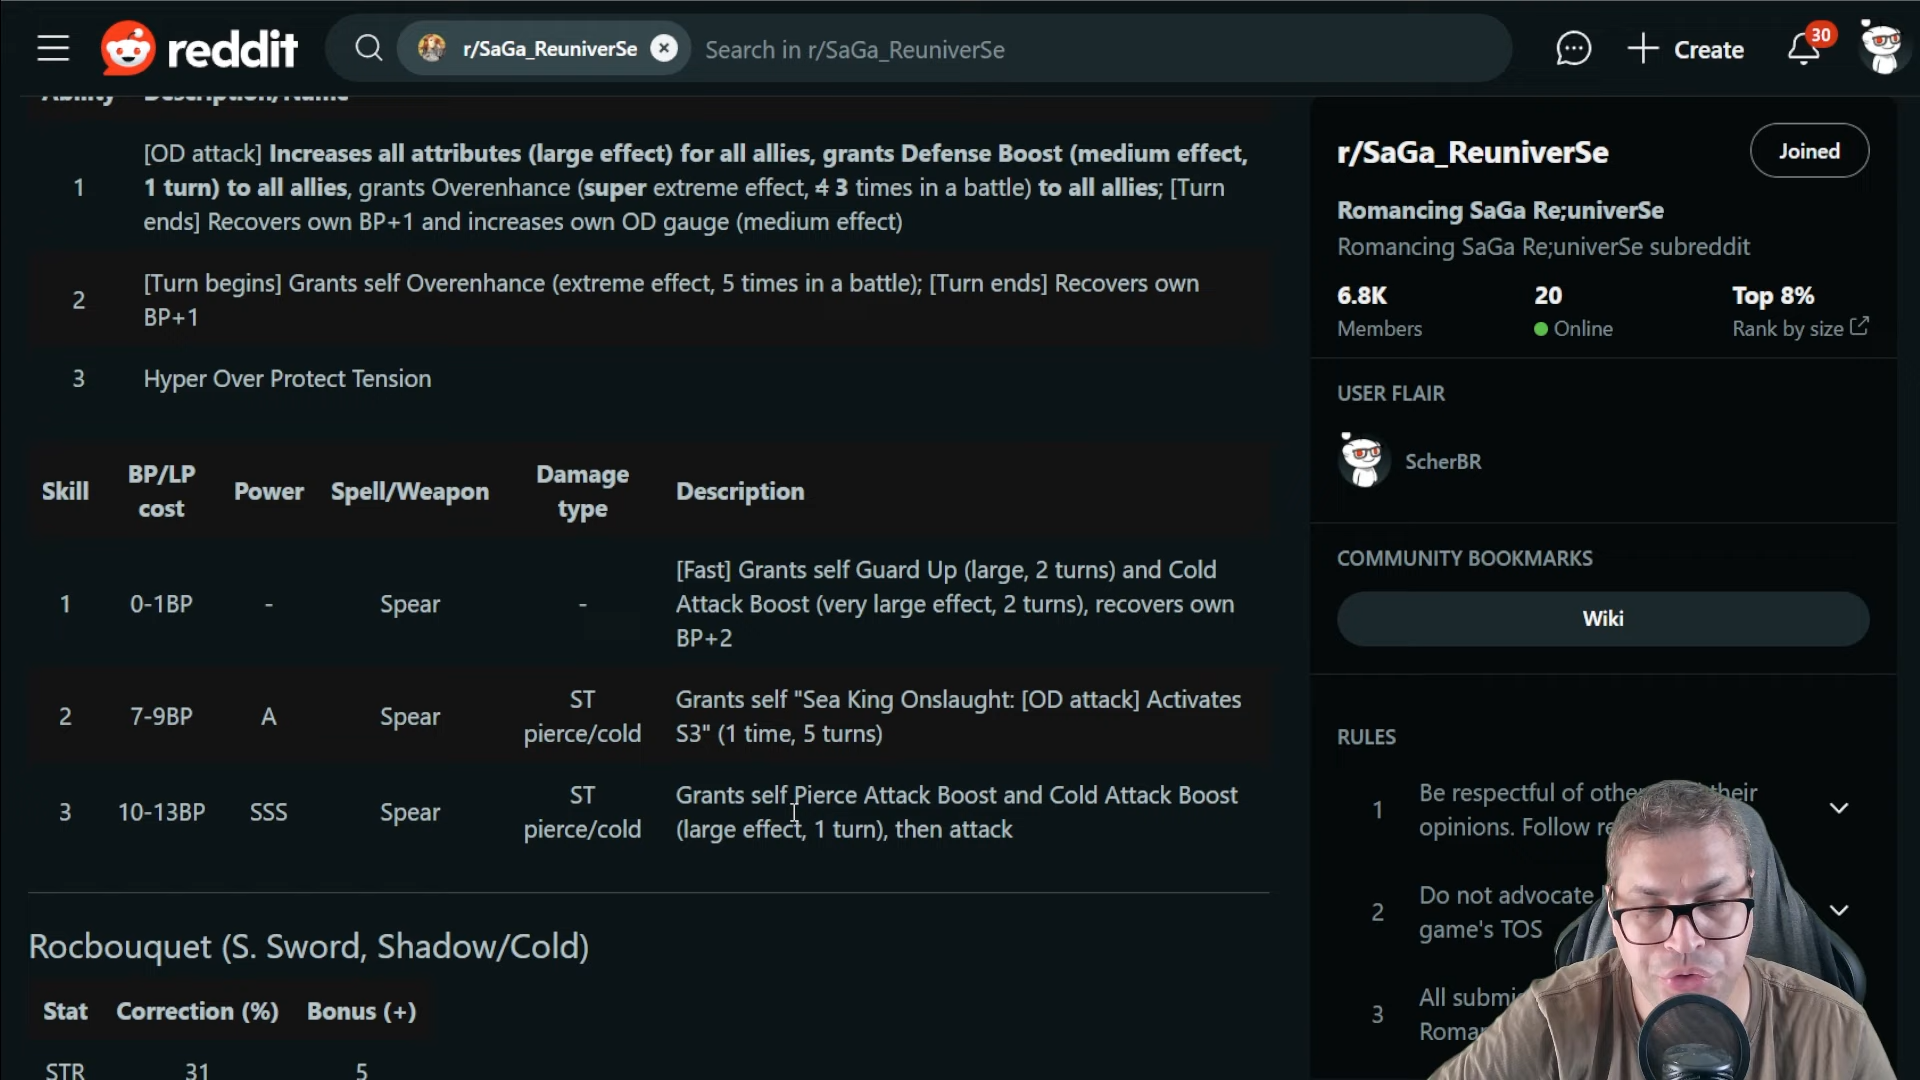 reddit
r/SaGa_ReuniverSe
Search in r/SaGa_ReuniverSe
Create
30
Ability Description/Name
1
[OD attack] Increases all attributes (large effect) for all allies, grants Defense Boost (medium effect,
1 turn) to all allies, grants Overenhance (super extreme effect, 4 3 times in a battle) to all allies; [Turn
ends] Recovers own BP+1 and increases own OD gauge (medium effect)
2
[Turn begins] Grants self Overenhance (extreme effect, 5 times in a battle); [Turn ends] Recovers own
BP+1
3
Hyper Over Protect Tension
Skill
BP/LP
cost
Power
Spell/Weapon
Damage
type
Description
1
0-1BP
-
Spear
-
[Fast] Grants self Guard Up (large, 2 turns) and Cold
Attack Boost (very large effect, 2 turns), recovers own
BP+2
2
7-9BP
A
Spear
ST
pierce/cold
Grants self "Sea King Onslaught: [OD attack] Activates
S3" (1 time, 5 turns)
3
10-13BP
SSS
Spear
ST
pierce/cold
Grants self Pierce Attack Boost and Cold Attack Boost
(large effect, 1 turn), then attack
Rocbouquet (S. Sword, Shadow/Cold)
Stat Correction (%) Bonus (+)
STR 31 5
r/SaGa_ReuniverSe
Joined
Romancing SaGa Re;univerSe
Romancing SaGa Re;univerSe subreddit
6.8K
Members
20
Online
Top 8%
Rank by size
USER FLAIR
ScherBR
COMMUNITY BOOKMARKS
Wiki
RULES
1
Be respectful of their
opinions. Follow
2
Do not advocate
game's TOS
3
All